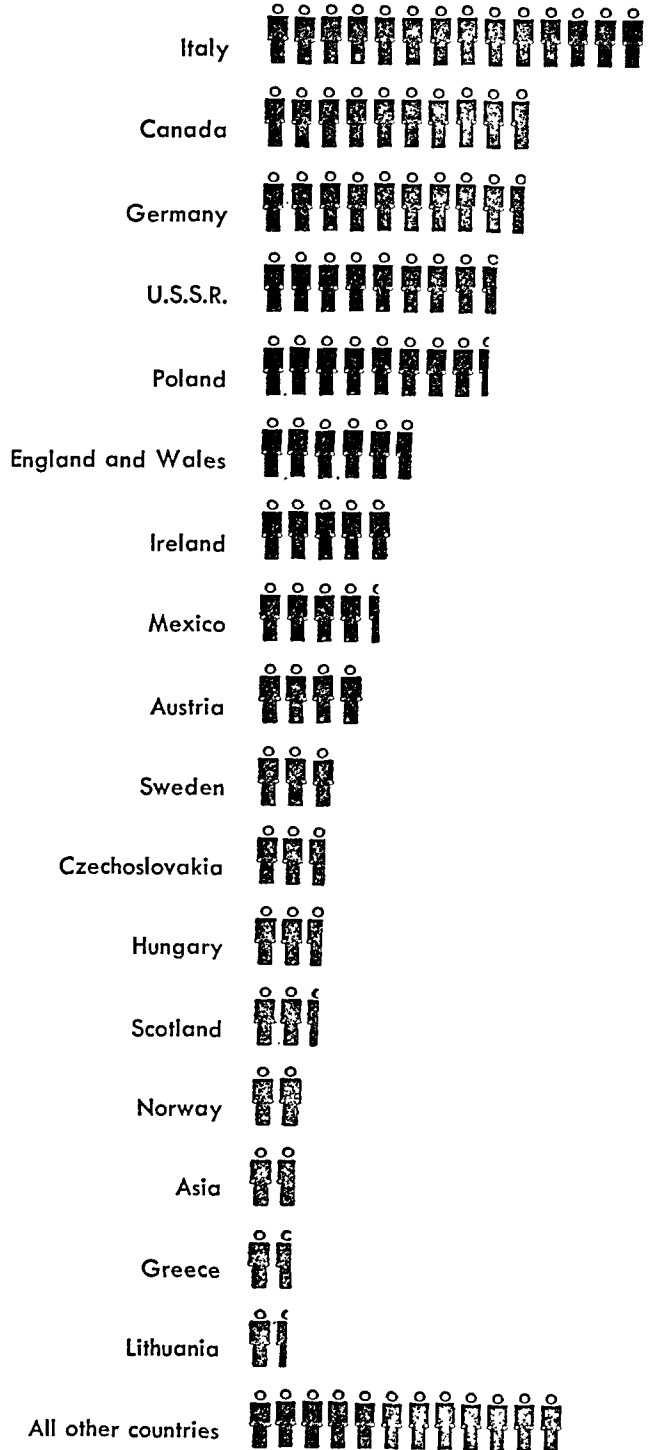 Italy
Canada
Germany
U.S.S.R.
Poland
England and Wales
Ireland
Mexico
Austria
Sweden
Czechoslovakia
Hungary
Scotland
Norway
Asia
Greece
Lithuania
All other countries